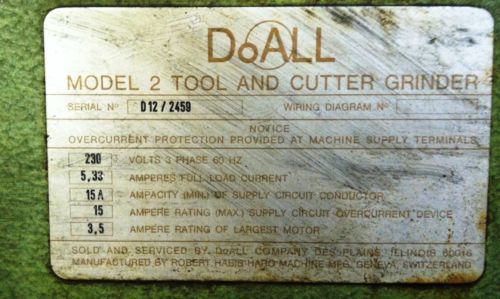 DoALL
MODEL 2 TOOL AND CUTTER GRINDER
SERIAL Nº D12/2459 WIRING DIAGRAM Nº
NOTICE
OVERCURRENT PROTECTION PROVIDED AT MACHINE SUPPLY TERMINALS
230 VOLTS 3 PHASE 60 HZ
5,33 AMPERES FULL LOAD CURRENT
15A AMPACITY (MIN.) OF SUPPLY CIRCUIT CONDUCTOR
15 AMPERE RATING (MAX.) SUPPLY CIRCUIT OVERCURRENT DEVICE
3,5 AMPERE RATING OF LARGEST MOTOR
SOLD AND SERVICED BY: DoALL COMPANY DES PLAINES, ILLINOIS 60016
MANUFACTURED BY ROBERT HABIB HARO MACHINE MFG. GENEVA, SWITZERLAND